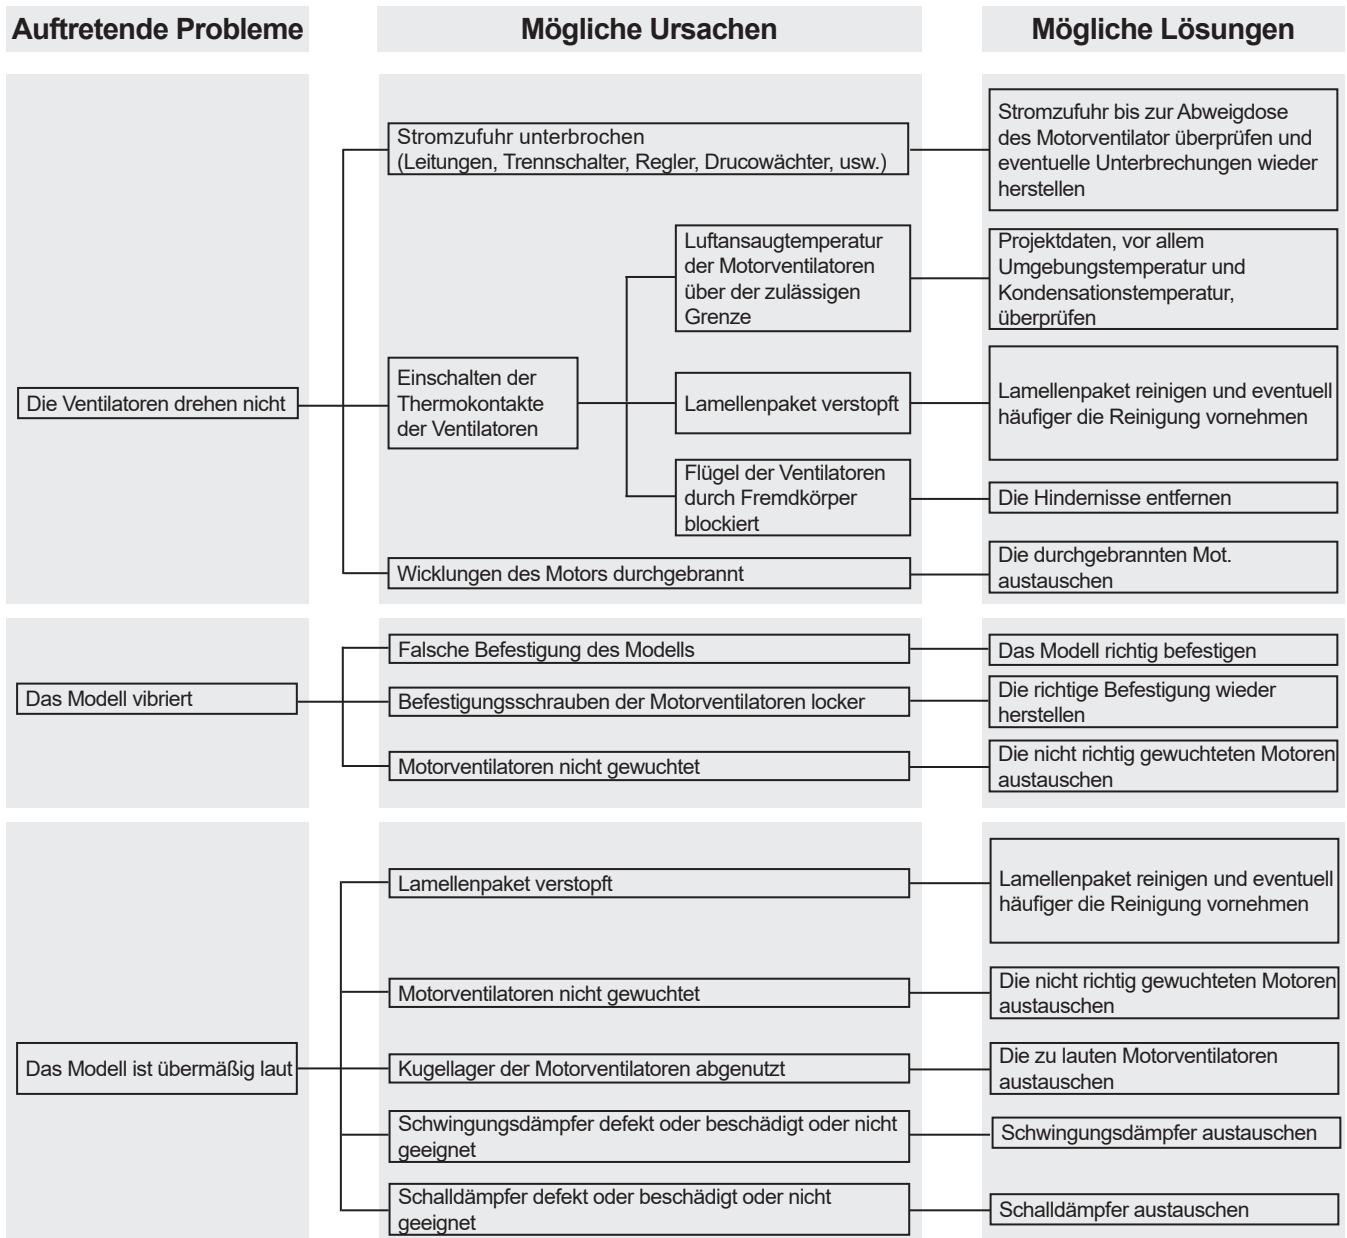 Auftretende Probleme
Mögliche Ursachen
Mögliche Lösungen
Die Ventilatoren drehen nicht
Stromzufuhr unterbrochen
(Leitungen, Trennschalter, Regler, Drucowächter, usw.)
Stromzufuhr bis zur Abweigdose
des Motorventilator überprüfen und
eventuelle Unterbrechungen wieder
herstellen
Einschalten der
Thermokontakte
der Ventilatoren
Luftansaugtemperatur
der Motorventilatoren
über der zulässigen
Grenze
Projektdaten, vor allem
Umgebungstemperatur und
Kondensationstemperatur,
überprüfen
Lamellenpaket verstopft
Lamellenpaket reinigen und eventuell
häufiger die Reinigung vornehmen
Flügel der Ventilatoren
durch Fremdkörper
blockiert
Die Hindernisse entfernen
Wicklungen des Motors durchgebrannt
Die durchgebrannten Mot.
austauschen
Das Modell vibriert
Falsche Befestigung des Modells
Das Modell richtig befestigen
Befestigungsschrauben der Motorventilatoren locker
Die richtige Befestigung wieder
herstellen
Motorventilatoren nicht gewuchtet
Die nicht richtig gewuchteten Motoren
austauschen
Das Modell ist übermäßig laut
Lamellenpaket verstopft
Lamellenpaket reinigen und eventuell
häufiger die Reinigung vornehmen
Motorventilatoren nicht gewuchtet
Die nicht richtig gewuchteten Motoren
austauschen
Kugellager der Motorventilatoren abgenutzt
Die zu lauten Motorventilatoren
austauschen
Schwingungsdämpfer defekt oder beschädigt oder nicht
geeignet
Schwingungsdämpfer austauschen
Schalldämpfer defekt oder beschädigt oder nicht
geeignet
Schalldämpfer austauschen